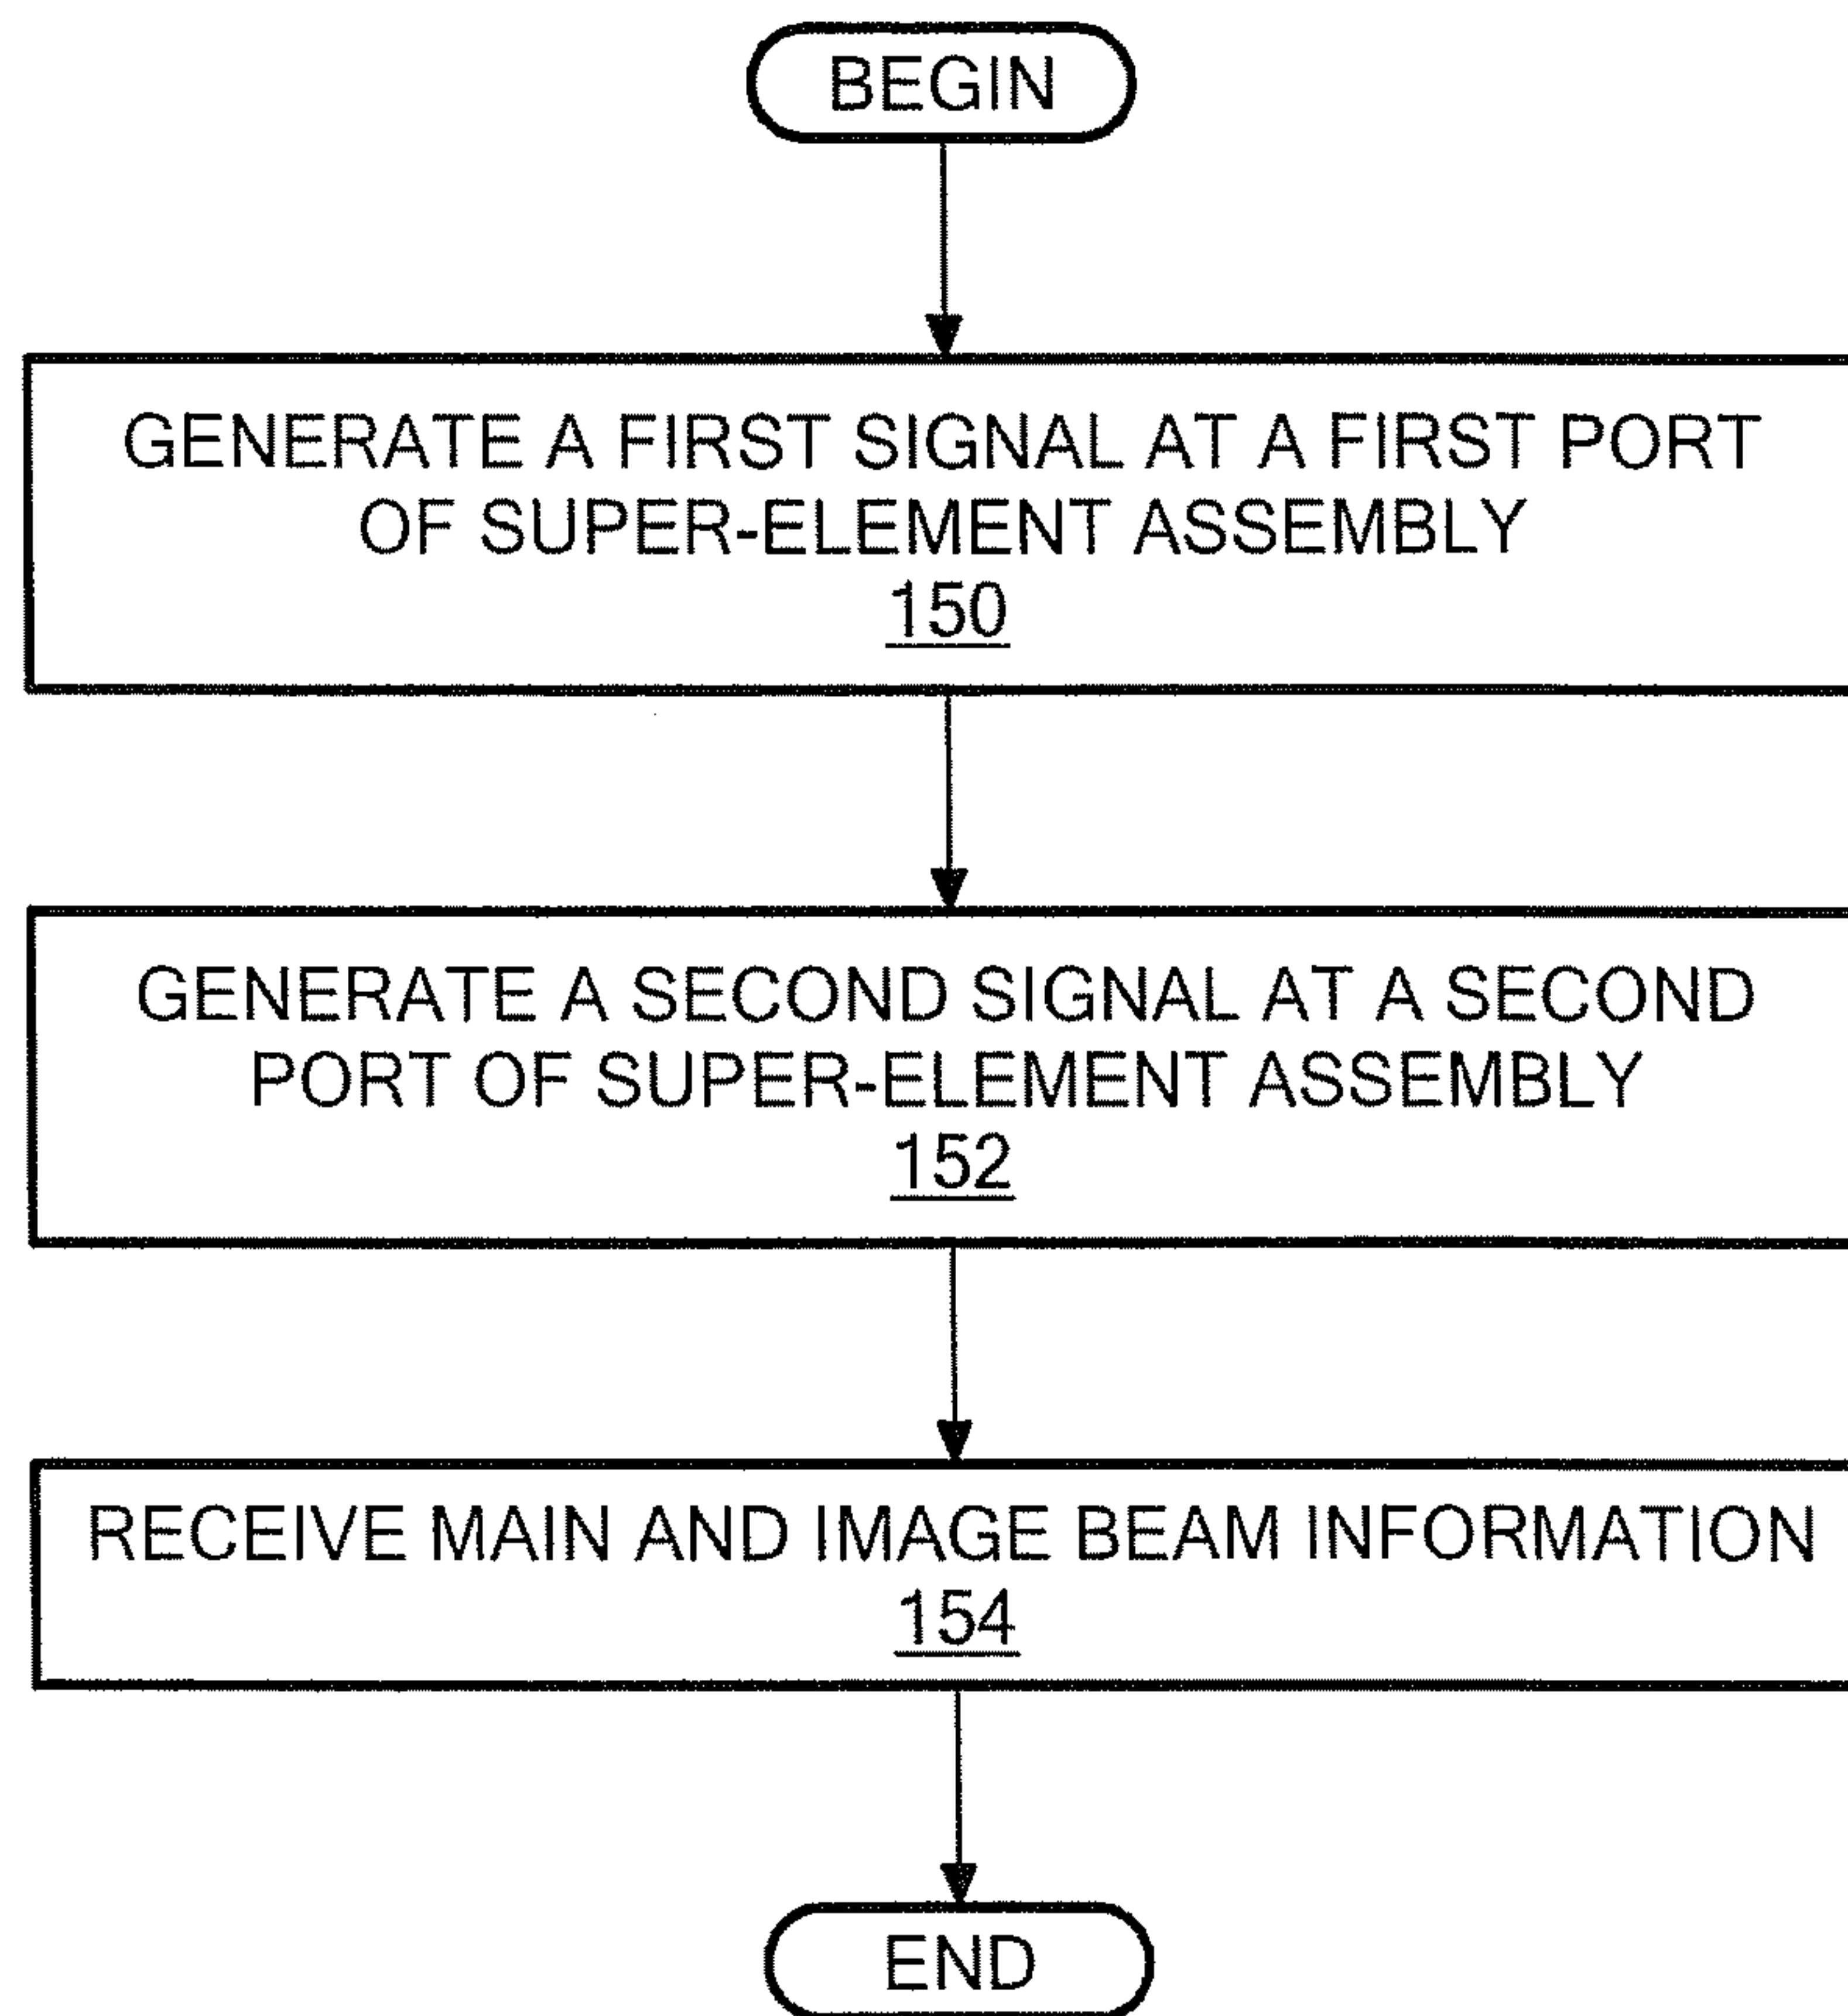 BEGIN
GENERATE A FIRST SIGNAL AT A FIRST PORT
OF SUPER-ELEMENT ASSEMBLY
150
GENERATE A SECOND SIGNAL AT A SECOND
PORT OF SUPER-ELEMENT ASSEMBLY
152
RECEIVE MAIN AND IMAGE BEAM INFORMATION
154
END